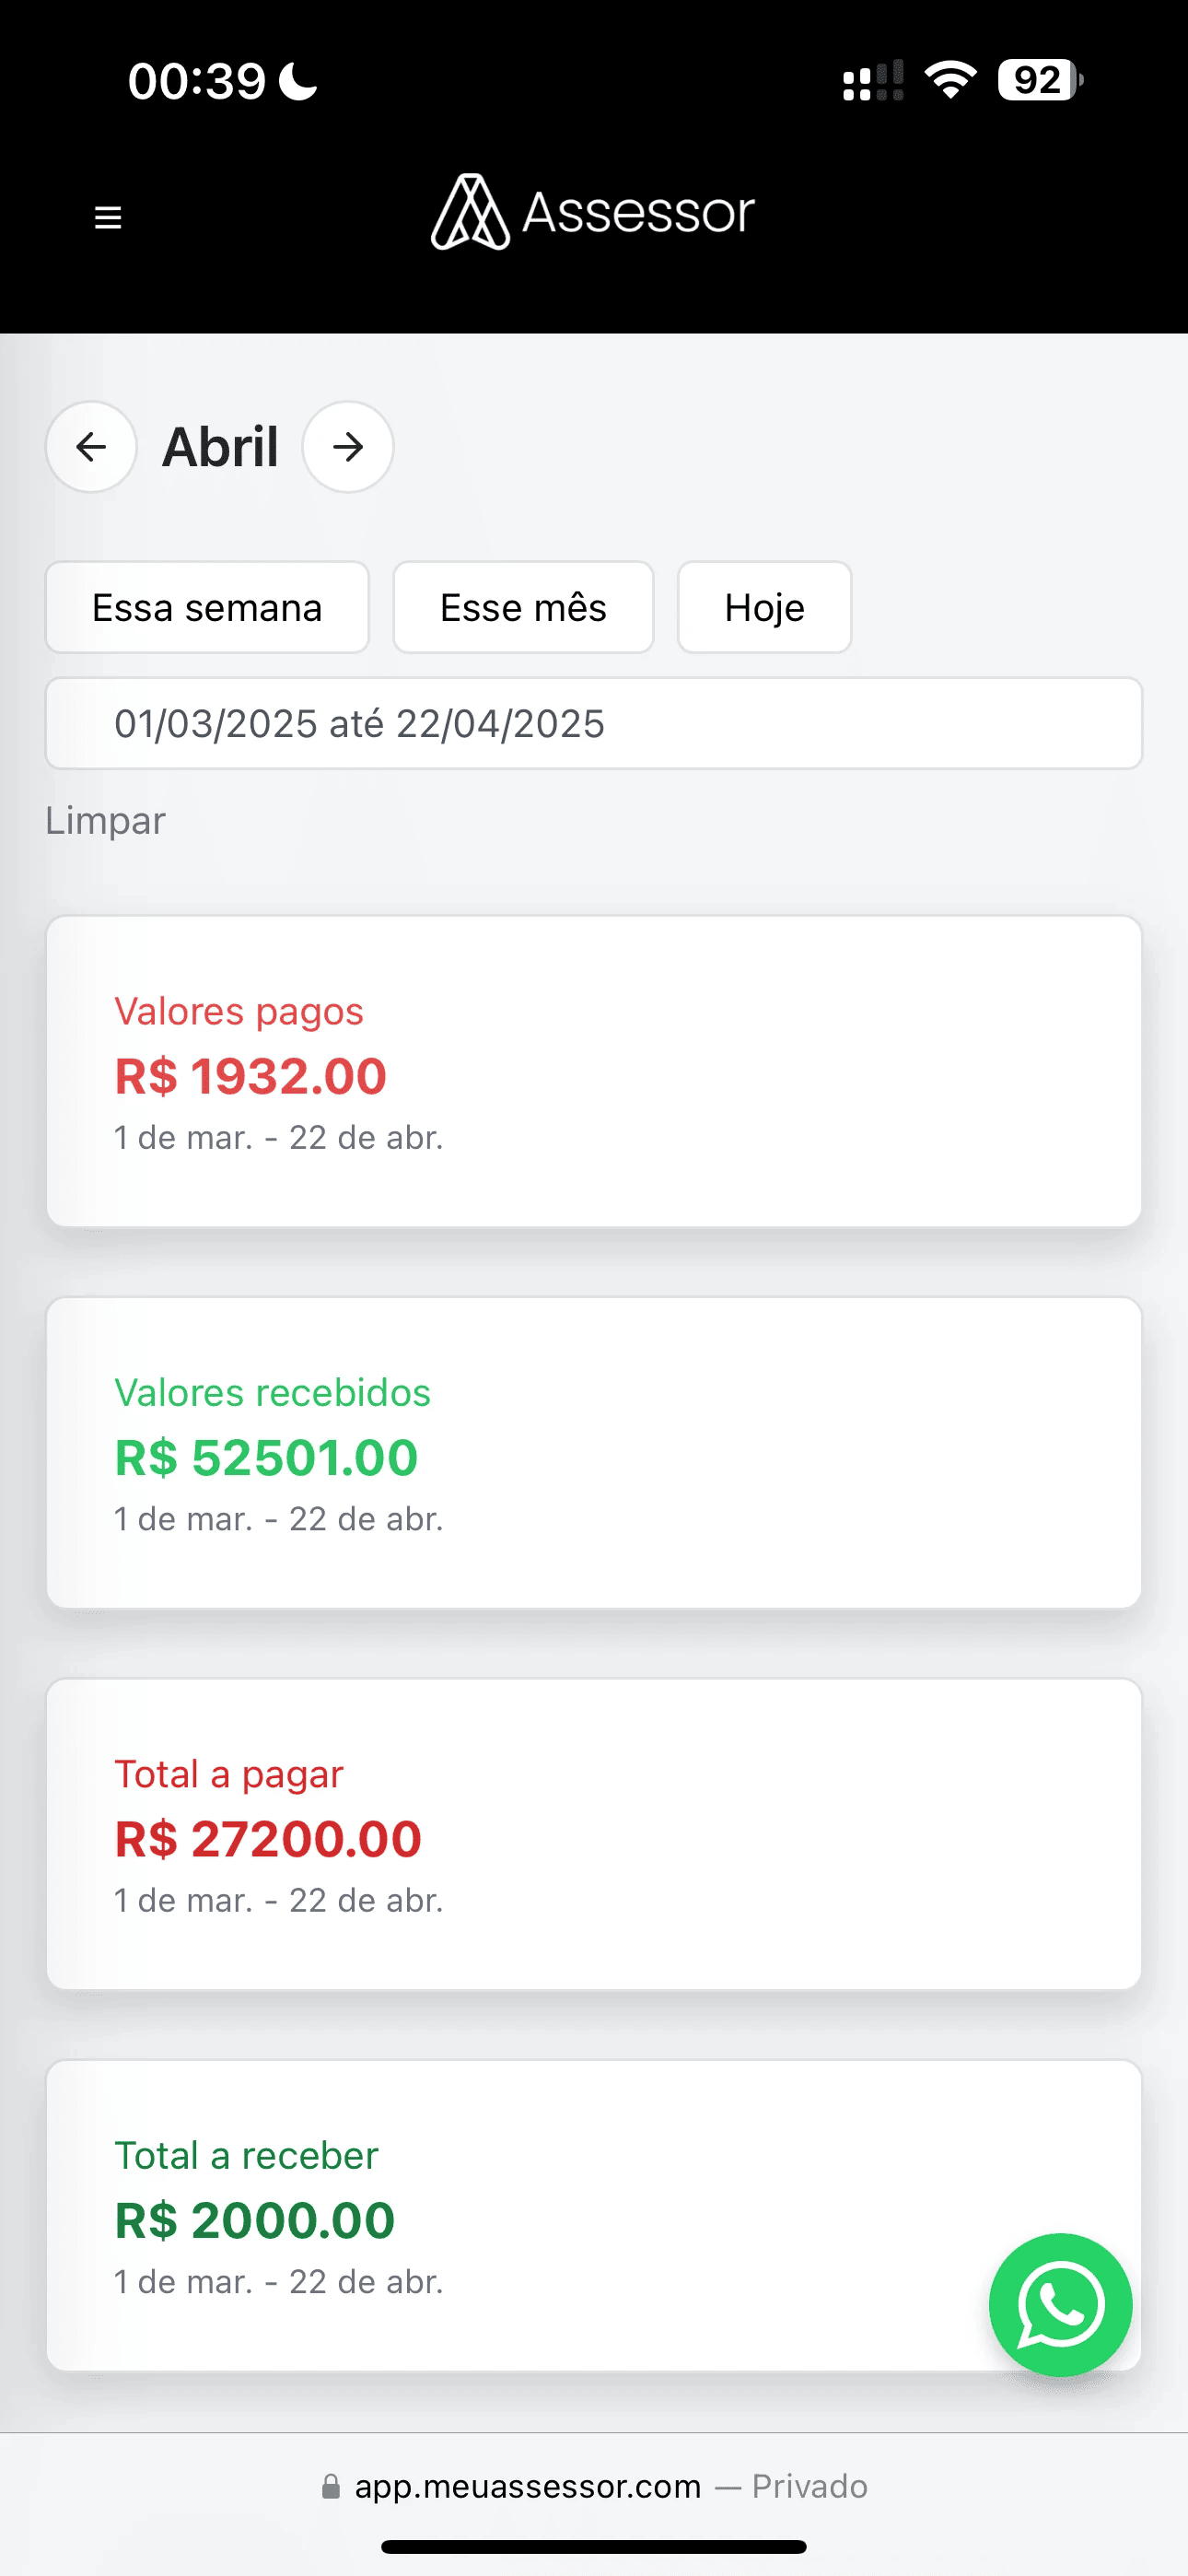 00:39
92
Assessor
Abril
Essa semana
Esse mês
Hoje
01/03/2025 até 22/04/2025
Limpar
Valores pagos
R$ 1932.00
1 de mar. - 22 de abr.
Valores recebidos
R$ 52501.00
1 de mar. - 22 de abr.
Total a pagar
R$ 27200.00
1 de mar. - 22 de abr.
Total a receber
R$ 2000.00
1 de mar. - 22 de abr.
app.meuassessor.com — Privado